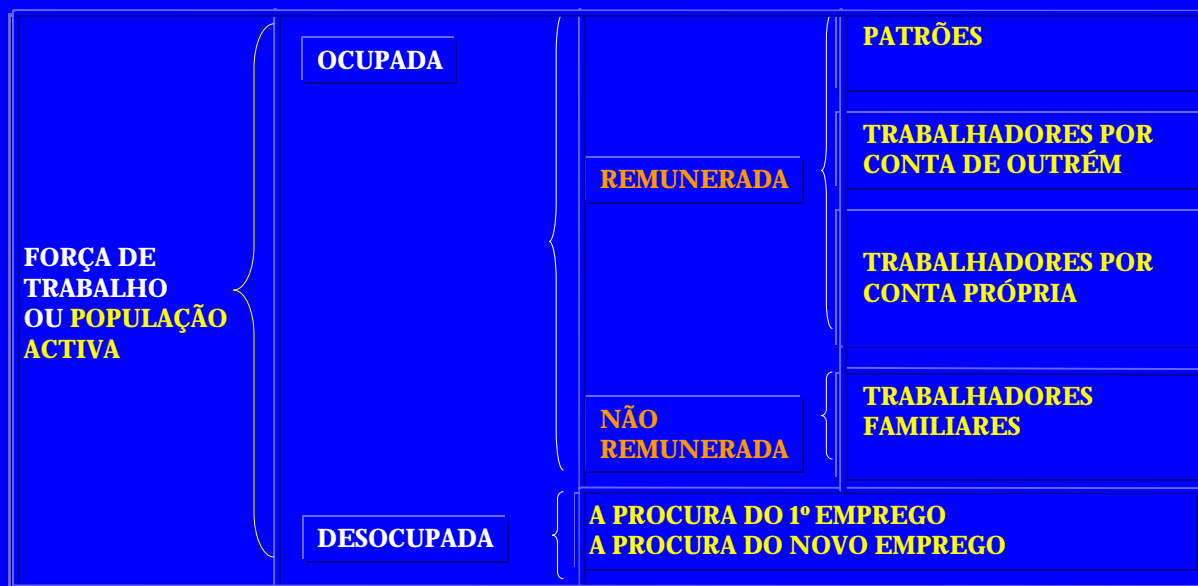 FORÇA DE
TRABALHO
OU POPULAÇÃO
ACTIVA
OCUPADA
REMUNERADA
PATRÕES
TRABALHADORES POR
CONTA DE OUTRÉM
TRABALHADORES POR
CONTA PRÓPRIA
NÃO
REMUNERADA
TRABALHADORES
FAMILIARES
DESOCUPADA
A PROCURA DO 1º EMPREGO
A PROCURA DO NOVO EMPREGO